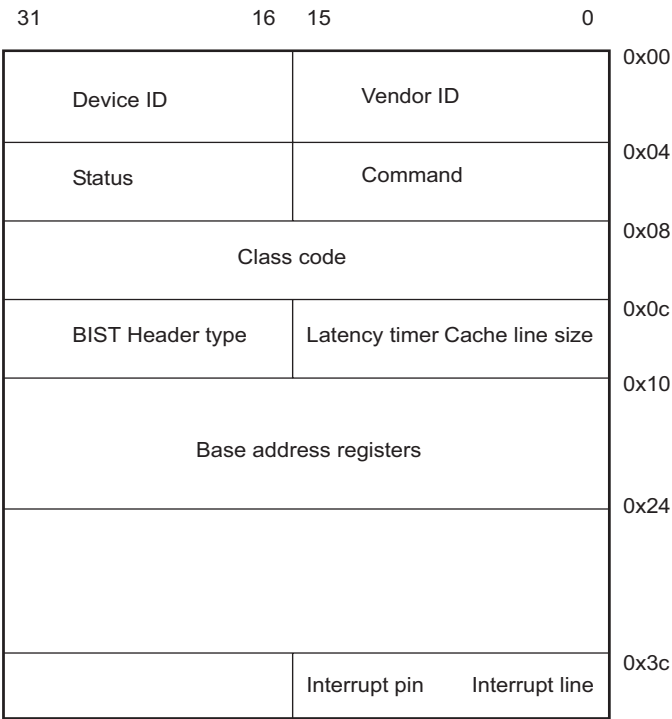 31 16 15 0
0x00
Device ID Vendor ID
0x04
Status Command
0x08
Class code
0x0c
BIST Header type Latency timer Cache line size
0x10
Base address registers
0x24
0x3c
Interrupt pin Interrupt line